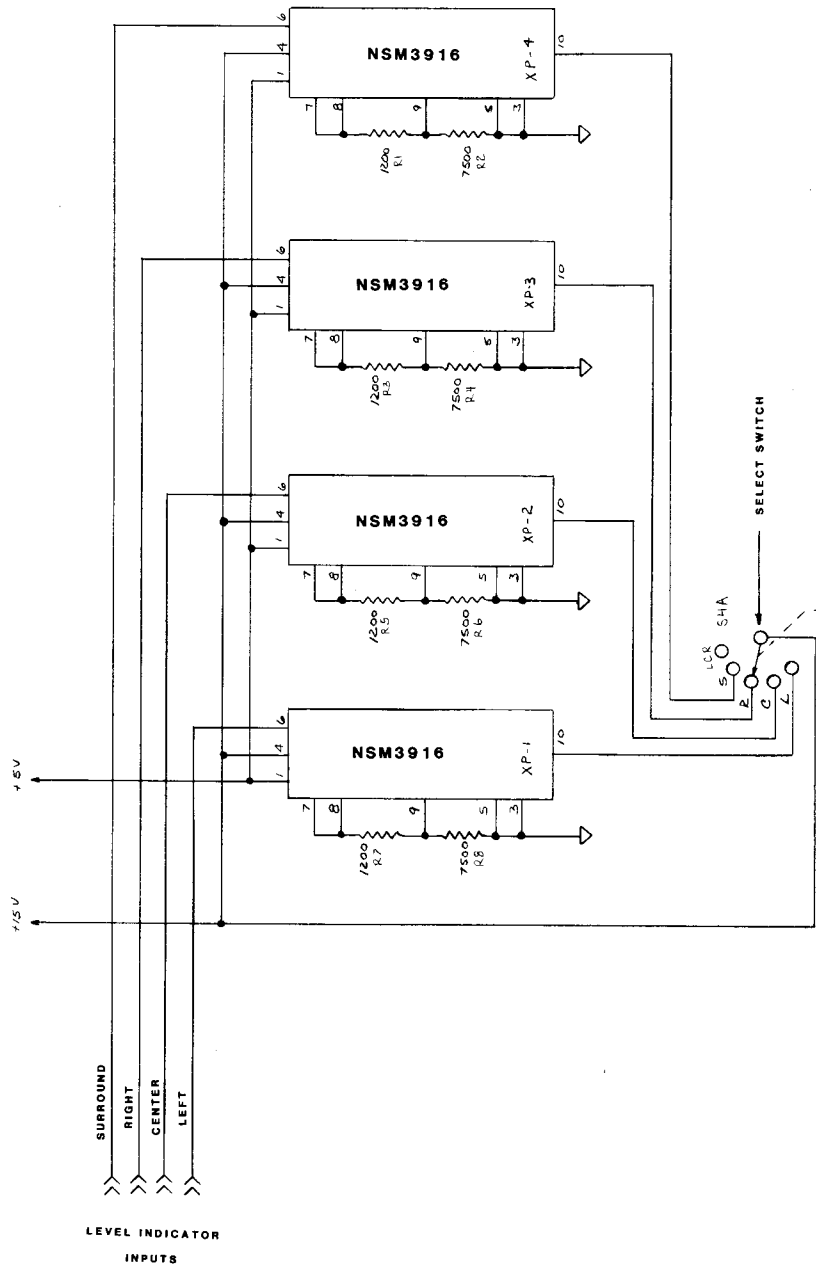 6
4
1
NSM3916
XP-4
10
7
8
9
5
3
1200
R1
7500
R2
6
4
1
NSM3916
XP-3
10
7
8
9
5
3
1200
R3
7500
R4
6
4
1
NSM3916
XP-2
10
7
8
9
5
3
1200
R5
7500
R6
SELECT SWITCH
S4A
LCR
S
R
C
L
6
4
1
NSM3916
XP-1
10
7
8
9
5
3
1200
R7
7500
R8
+5V
+15V
SURROUND
RIGHT
CENTER
LEFT
LEVEL INDICATOR
INPUTS